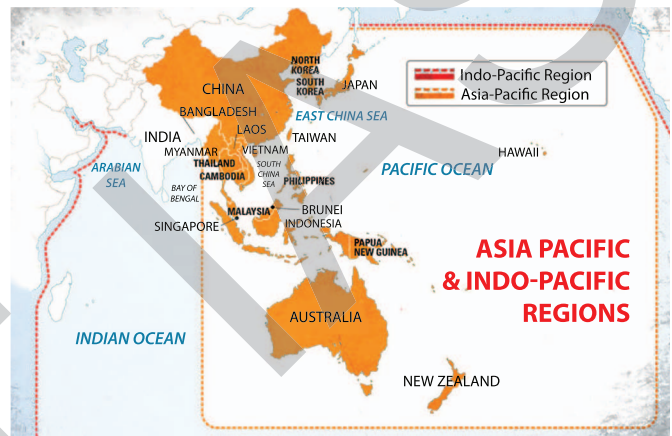 NORTH
KOREA
SOUTH
KOREA
JAPAN
CHINA
Indo-Pacific Region
Asia-Pacific Region
BANGLADESH
EAST CHINA SEA
LAOS
INDIA
TAIWAN
MYANMAR
VIETNAM
HAWAII
THAILAND
ARABIAN
SEA
SOUTH
CHINA
SEA
PACIFIC OCEAN
CAMBODIA
PHILIPPINES
BAY OF
BENGAL
MALAYSIA
BRUNEI
SINGAPORE
INDONESIA
PAPUA
NEW GUINEA
ASIA PACIFIC
& INDO-PACIFIC
REGIONS
AUSTRALIA
INDIAN OCEAN
NEW ZEALAND